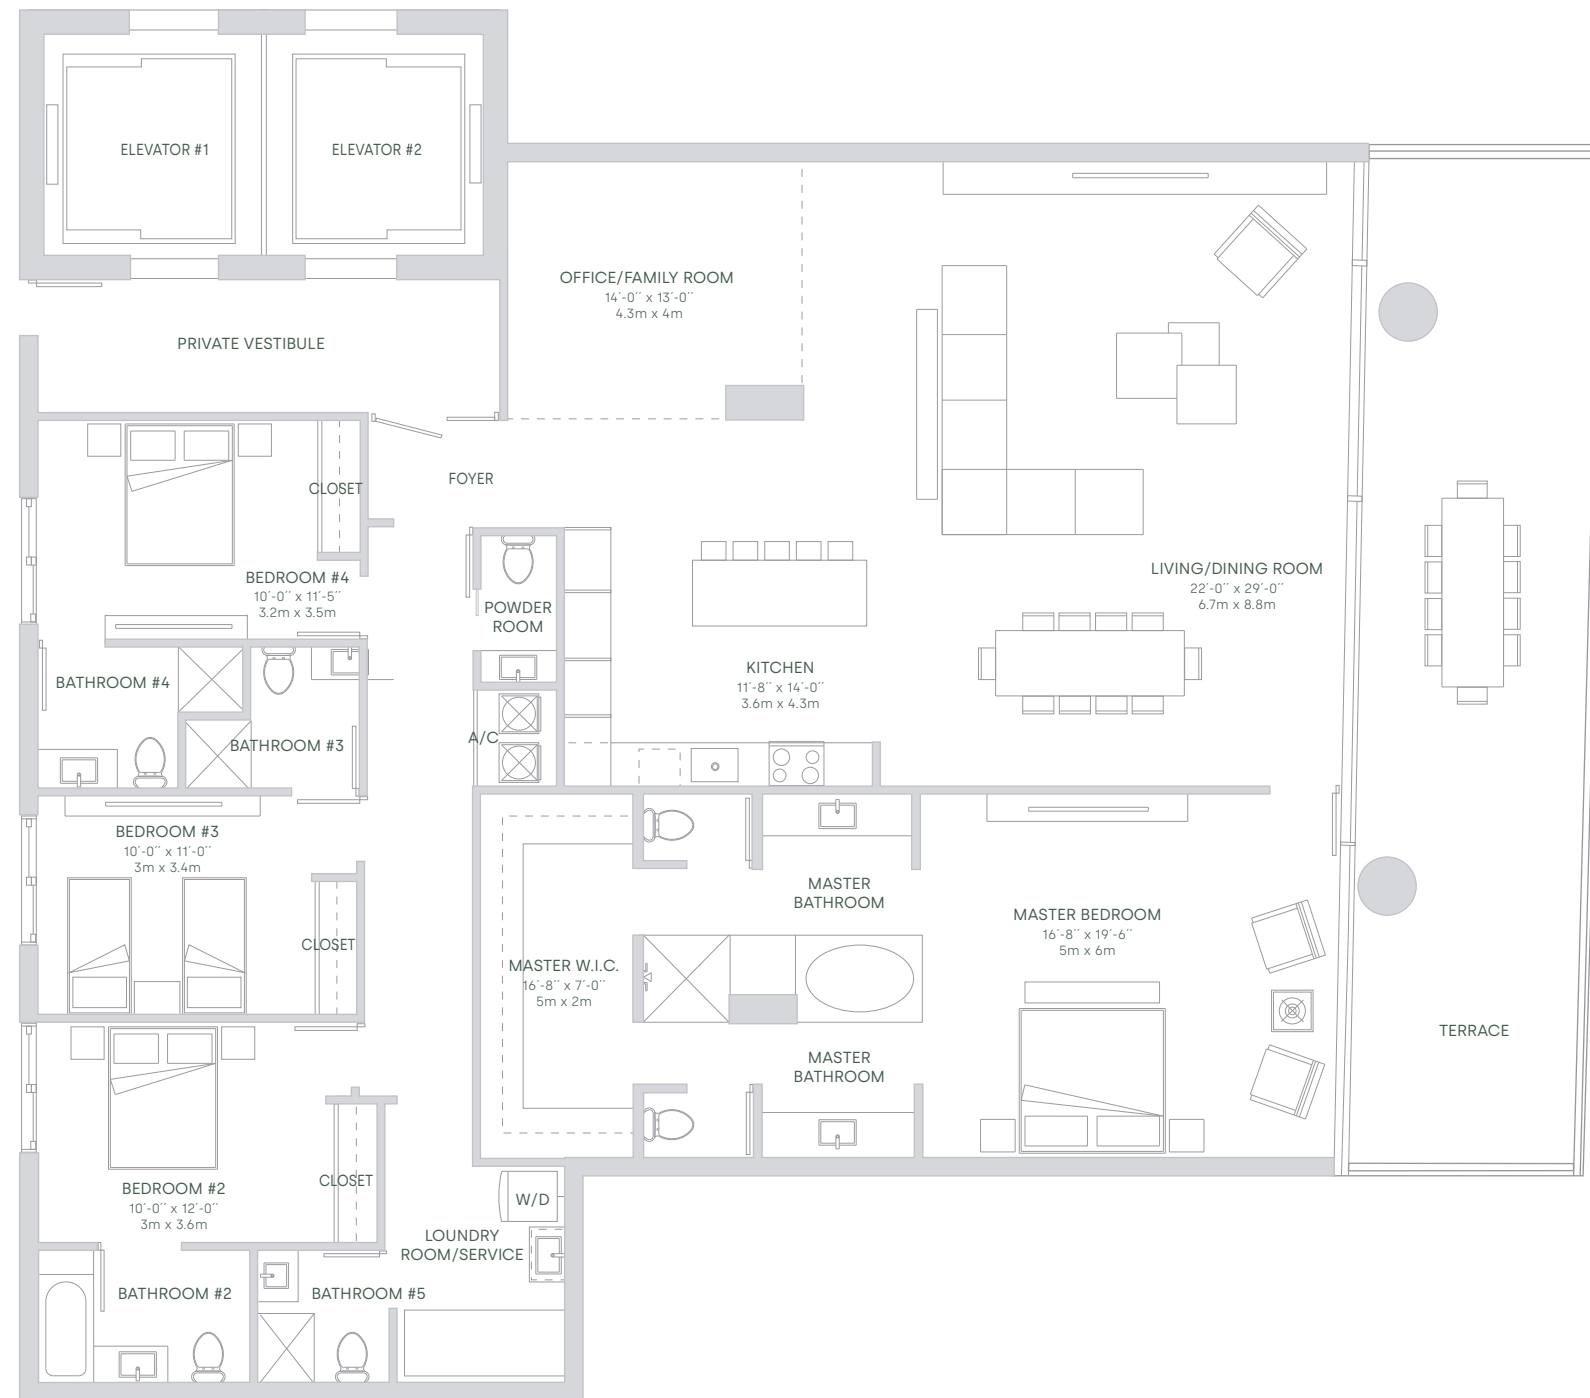 ELEVATOR #1
ELEVATOR #2
OFFICE/FAMILY ROOM
14´-0´´ x 13´-0´´
4.3m x 4m
PRIVATE VESTIBULE
FOYER
CLOSET
BEDROOM #4
10´-0´´ x 11´-5´´
3.2m x 3.5m
POWDER
ROOM
LIVING/DINING ROOM
22´-0´´ x 29´-0´´
6.7m x 8.8m
KITCHEN
11´-8´´ x 14´-0´´
3.6m x 4.3m
BATHROOM #4
BATHROOM #3
A/C
BEDROOM #3
10´-0´´ x 11´-0´´
3m x 3.4m
CLOSET
MASTER
BATHROOM
MASTER BEDROOM
16´-8´´ x 19´-6´´
5m x 6m
MASTER W.I.C.
16´-8´´ x 7´-0´´
5m x 2m
TERRACE
MASTER
BATHROOM
CLOSET
BEDROOM #2
10´-0´´ x 12´-0´´
3m x 3.6m
W/D
LOUNDRY
ROOM/SERVICE
BATHROOM #2
BATHROOM #5